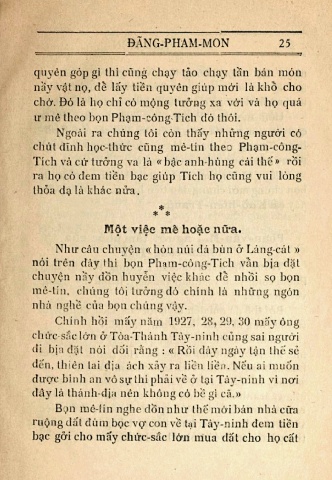 ĐĂNG-PHAM-MON 25
quyên góp gì thì cũng chạy tảo chạy tần bán món
nầy vật nọ, để lấy tiền quyên giúp mới là khổ cho
chớ. Đó là họ chỉ có mộng tưởng xa với và họ quá
ư mê theo bọn Phạm-công-Tích đó thôi.
Ngoài ra chúng tôi còn thấy những người có
chút đỉnh học-thức cũng mê-tín theo Phạm-công-
Tích và cứ tưởng va là « bậc anh-hùng cái thế » rồi
ra họ có đem tiền bạc giúp Tích họ cũng vui lòng
thỏa dạ là khác nữa.
* * *
Một việc mê hoặc nữa.
Như câu chuyện « hòn núi đá bùn ở Láng-cát »
nói trên đây thì bọn Phạm-công-Tích vẫn bịa đặt
chuyện nầy đồn huyễn việc khác để nhồi sọ bọn
mê-tín, chúng tôi tưởng đó chính là những ngón
nhà nghề của bọn chúng vậy.
Chính hồi mấy năm 1927, 28, 29, 30 mấy ông
chức-sắc lớn ở Tòa-Thánh Tây-ninh cũng sai người
đi bịa đặt nói dối rằng : « Rồi đây ngày tận thế sẽ
đến, thiên lai địa ách xảy ra liền liền. Nếu ai muốn
được bình an vô sự thì phải về ở tại Tây-ninh vì nơi
đây là thánh-địa nên không có bề gì cả.»
Bọn mê-tín nghe dồn như thế mới bán nhà cửa
ruộng đất đùm bọc vợ con về tại Tây-ninh đem tiền
bạc gởi cho mấy chức-sắc lớn mua đất cho họ cất